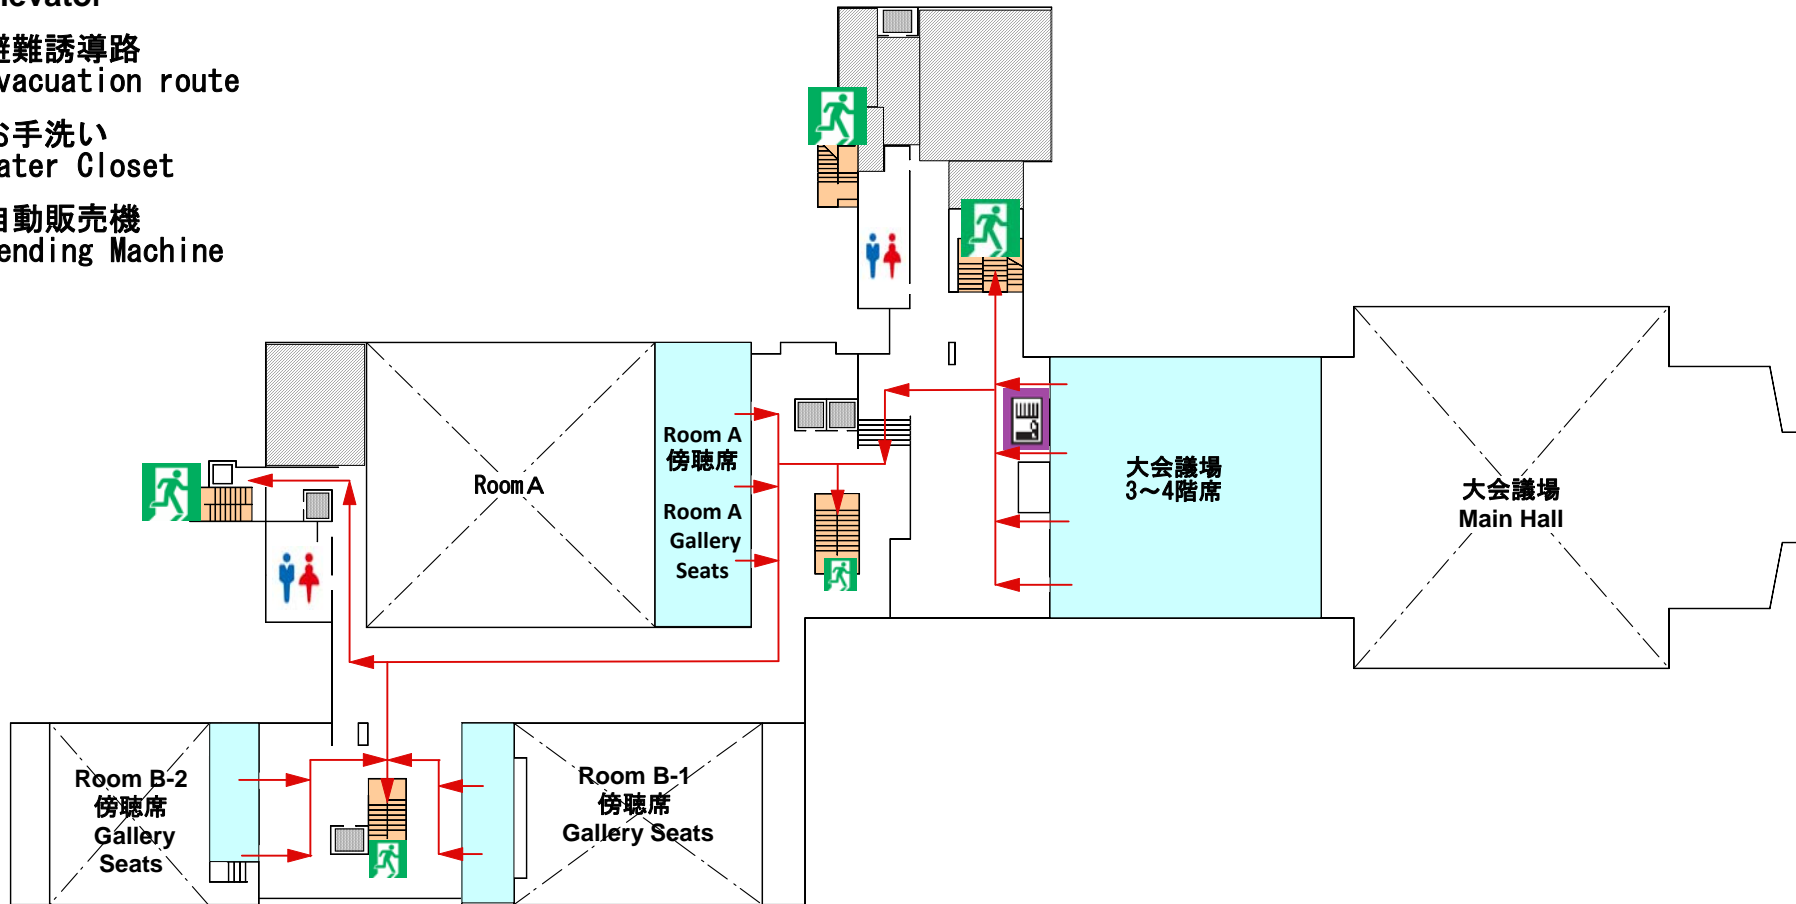 levator
避難誘導路
vacuation route
お手洗い
ater Closet
自動販売機
ending Machine
Room A
傍聴席
Room A
Gallery
Seats
Room A
大会議場
3～4階席
大会議場
Main Hall
Room B-2
傍聴席
Gallery
Seats
Room B-1
傍聴席
Gallery Seats